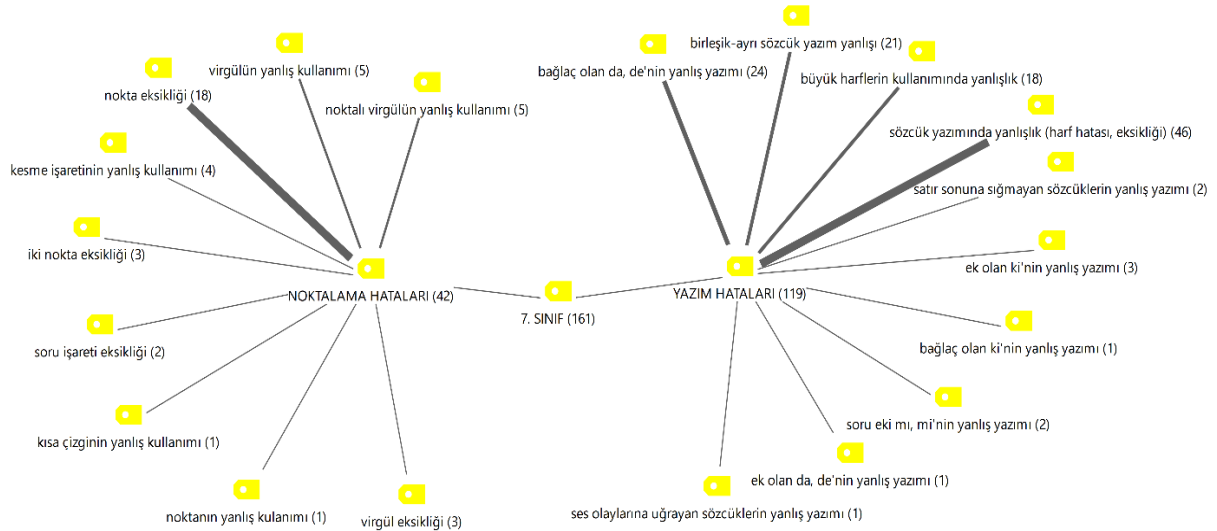 birleşik-ayrı sözcük yazım yanlışı (21)
virgülün yanlış kullanımı (5)
bağlaç olan da, de'nin yanlış yazımı (24)
büyük harflerin kullanımında yanlışlık (18)
nokta eksikliği (18)
noktalı virgülün yanlış kullanımı (5)
sözcük yazımında yanlışlık (harf hatası, eksikliği) (46)
kesme işaretinin yanlış kullanımı (4)
satır sonuna sığmayan sözcüklerin yanlış yazımı (2)
iki nokta eksikliği (3)
ek olan ki'nin yanlış yazımı (3)
NOKTALAMA HATALARI (42)
YAZIM HATALARI (119)
7. SINIF (161)
soru işareti eksikliği (2)
bağlaç olan ki'nin yanlış yazımı (1)
soru eki mı, mi'nin yanlış yazımı (2)
kısa çizginin yanlış kullanımı (1)
ek olan da, de'nin yanlış yazımı (1)
noktanın yanlış kulanımı (1)
virgül eksikliği (3)
ses olaylarına uğrayan sözcüklerin yanlış yazımı (1)